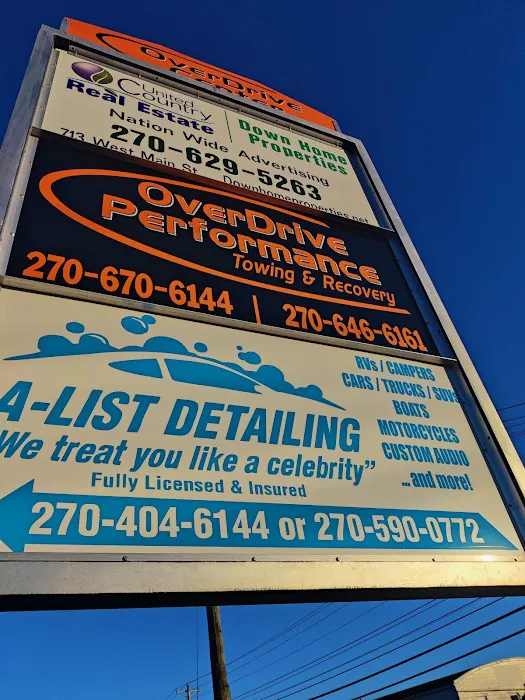 OverDrive
Center
United Country
Real Estate
Down Home
Properties
Nation Wide Advertising
270-629-5263
713 West Main St
Downhomeproperties.net
OverDrive
Performance
Towing & Recovery
270-670-6144 | 270-646-6161
RVs / CAMPERS
CARS / TRUCKS / SUVs
BOATS
MOTORCYCLES
CUSTOM AUDIO
...and more!
A-LIST DETAILING
"We treat you like a celebrity"
Fully Licensed & Insured
270-404-6144 or 270-590-0772